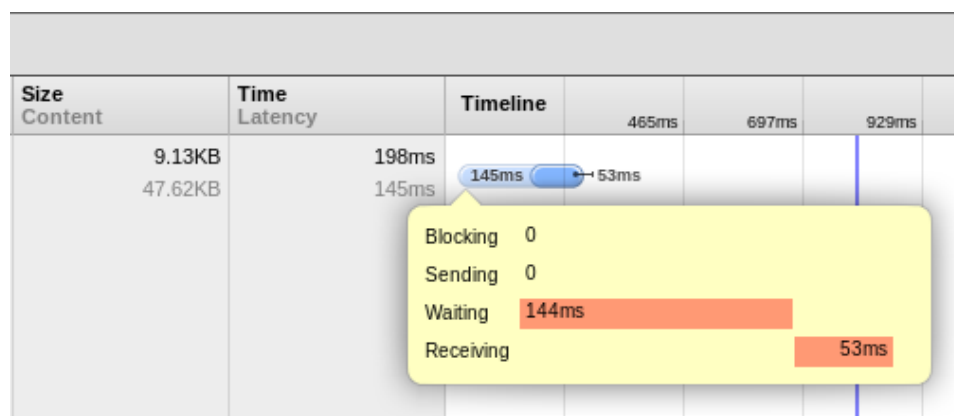 Size Time Timeline
Content Latency 465ms 697ms 929ms
9.13KB 198ms 145ms 53ms
47.62KB 145ms
Blocking 0
Sending 0
Waiting 144ms
Receiving 53ms